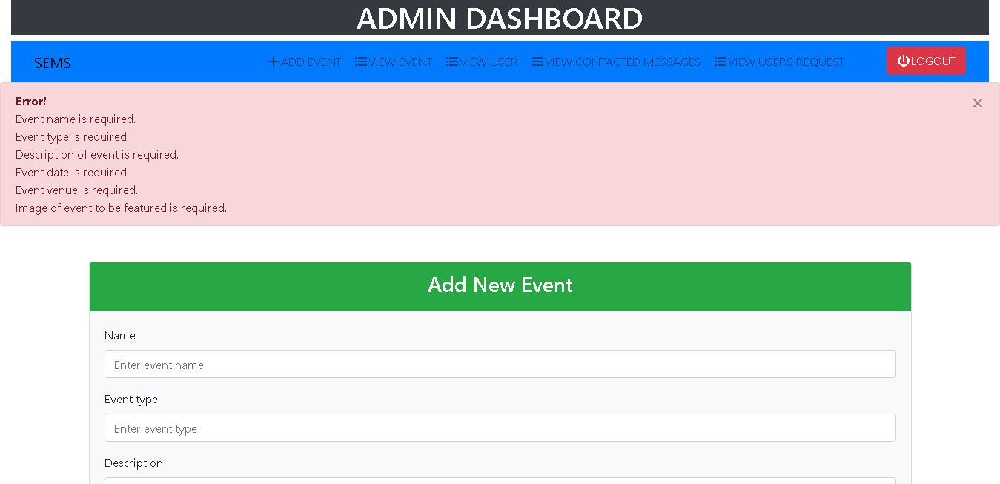 ADMIN DASHBOARD
SEMS ADD EVENT VIEW EVENT VIEW USER VIEW CONTACTED MESSAGES VIEW USERS REQUEST LOGOUT
Error! ×
Event name is required.
Event type is required.
Description of event is required.
Event date is required.
Event venue is required.
Image of event to be featured is required.
Add New Event
Name
Enter event name
Event type
Enter event type
Description